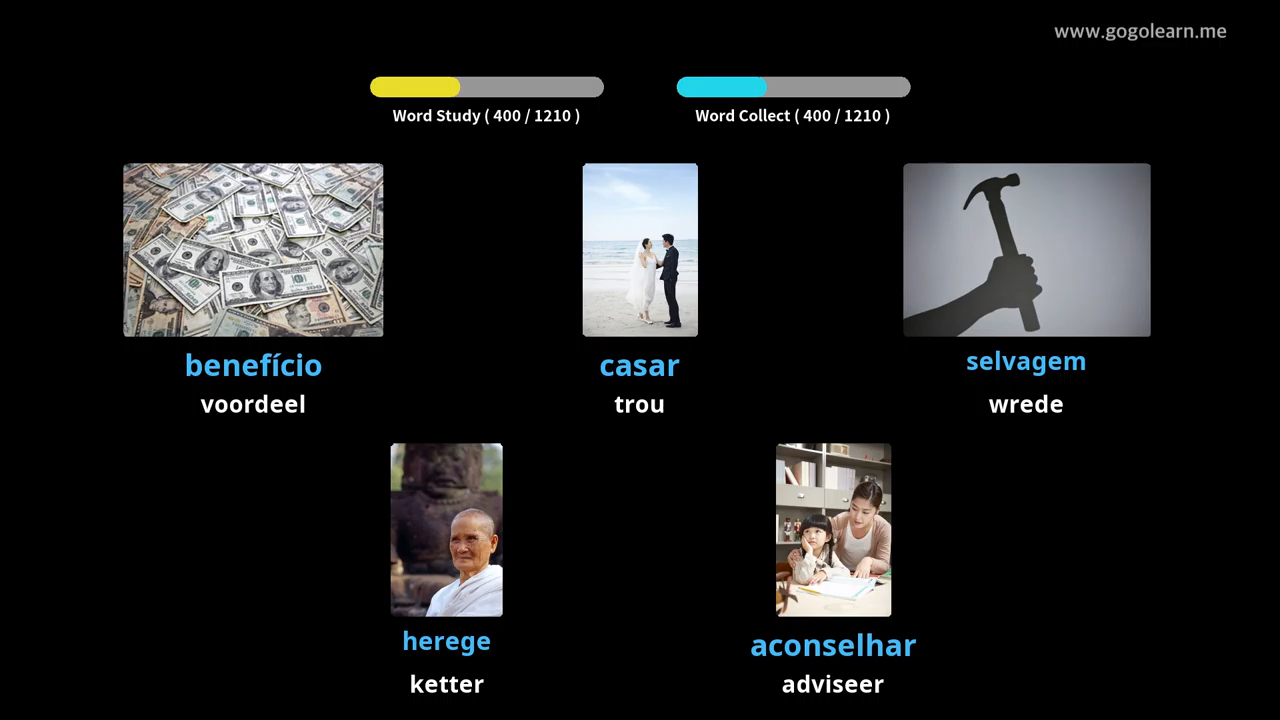 www.gogolearn.me
Word Study ( 400 / 1210 )
Word Collect ( 400 / 1210 )
benefício
voordeel
casar
trou
selvagem
wrede
herege
ketter
aconselhar
adviseer